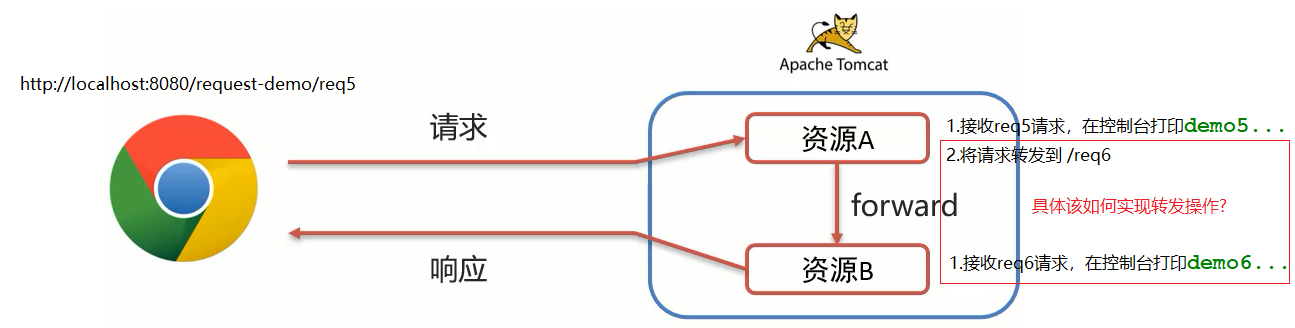 Apache Tomcat
http://localhost:8080/request-demo/req5
请求
资源A
1.接收req5请求，在控制台打印demo5...
2.将请求转发到 /req6
forward
具体该如何实现转发操作?
响应
资源B
1.接收req6请求，在控制台打印demo6...